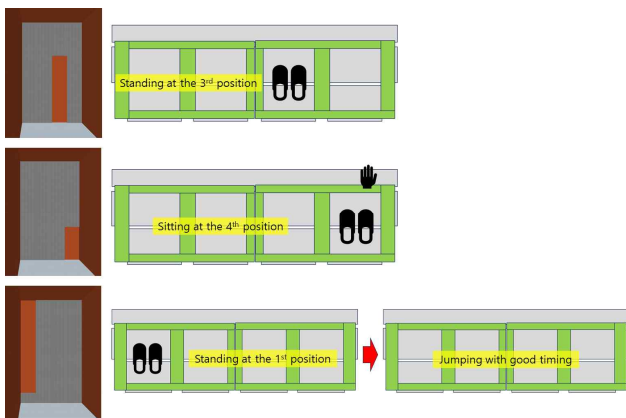 Standing at the 3rd position
Sitting at the 4th position
Standing at the 1st position
Jumping with good timing